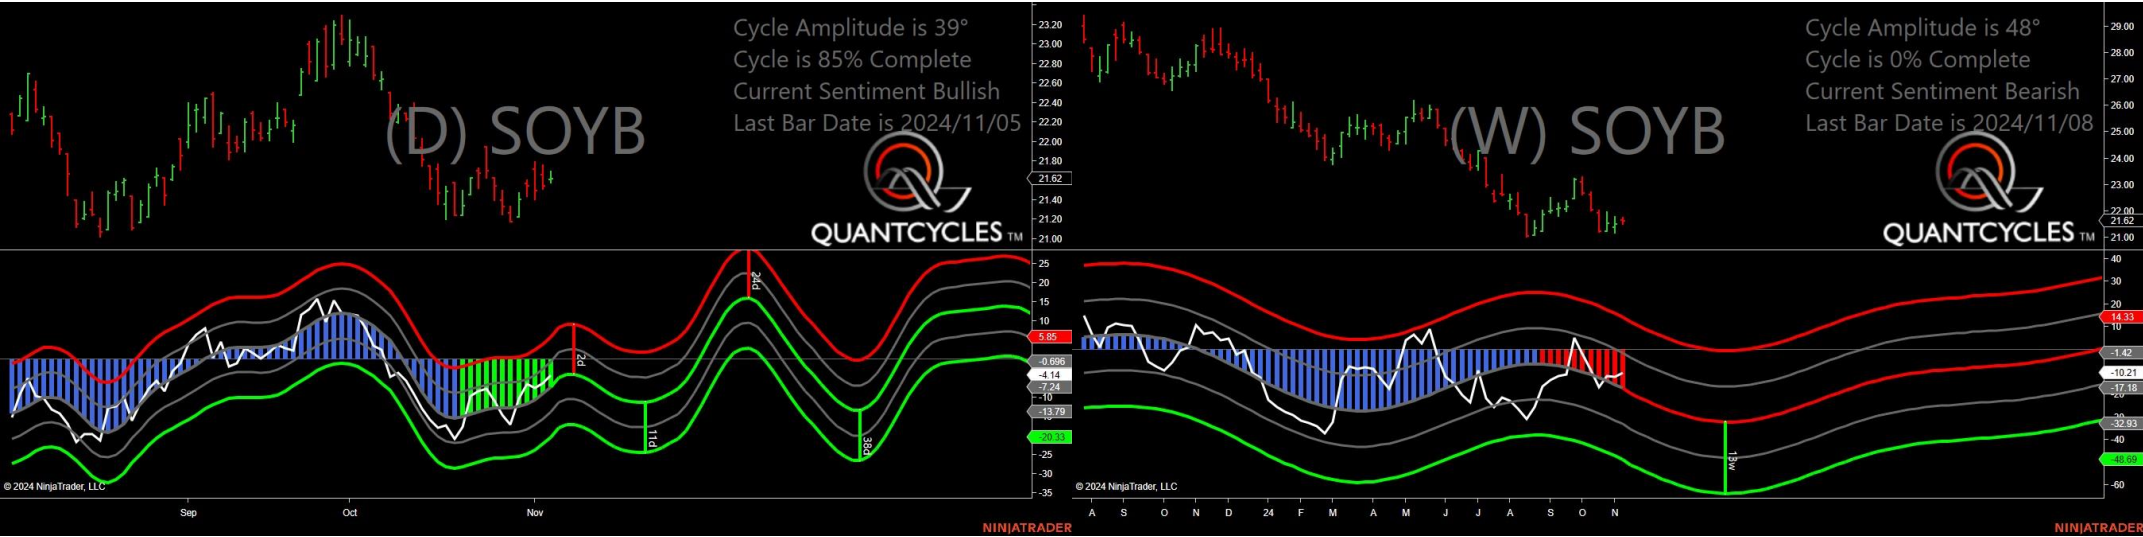 Cycle Amplitude is 39°
Cycle is 85% Complete
Current Sentiment Bullish
Last Bar Date is 2024/11/05
(D) SOYB
QUANTCYCLES TM
23.20
23.00
22.80
22.60
22.40
22.20
22.00
21.80
21.62
21.60
21.40
21.20
21.00
25
20
15
10
5.85
-0.696
-4.14
-7.24
-10
-13.79
-20.33
-25
-30
-35
2d
11d
24d
38d
© 2024 NinjaTrader, LLC
Sep
Oct
Nov
NINJATRADER
Cycle Amplitude is 48°
Cycle is 0% Complete
Current Sentiment Bearish
Last Bar Date is 2024/11/08
(W) SOYB
QUANTCYCLES TM
29.00
28.00
27.00
26.00
25.00
24.00
23.00
22.00
21.62
21.00
40
30
20
14.33
10
-1.42
-10.21
-17.18
-32.93
-40
-48.69
-60
13w
© 2024 NinjaTrader, LLC
A S O N D 24 F M A M J J A S O N
NINJATRADER